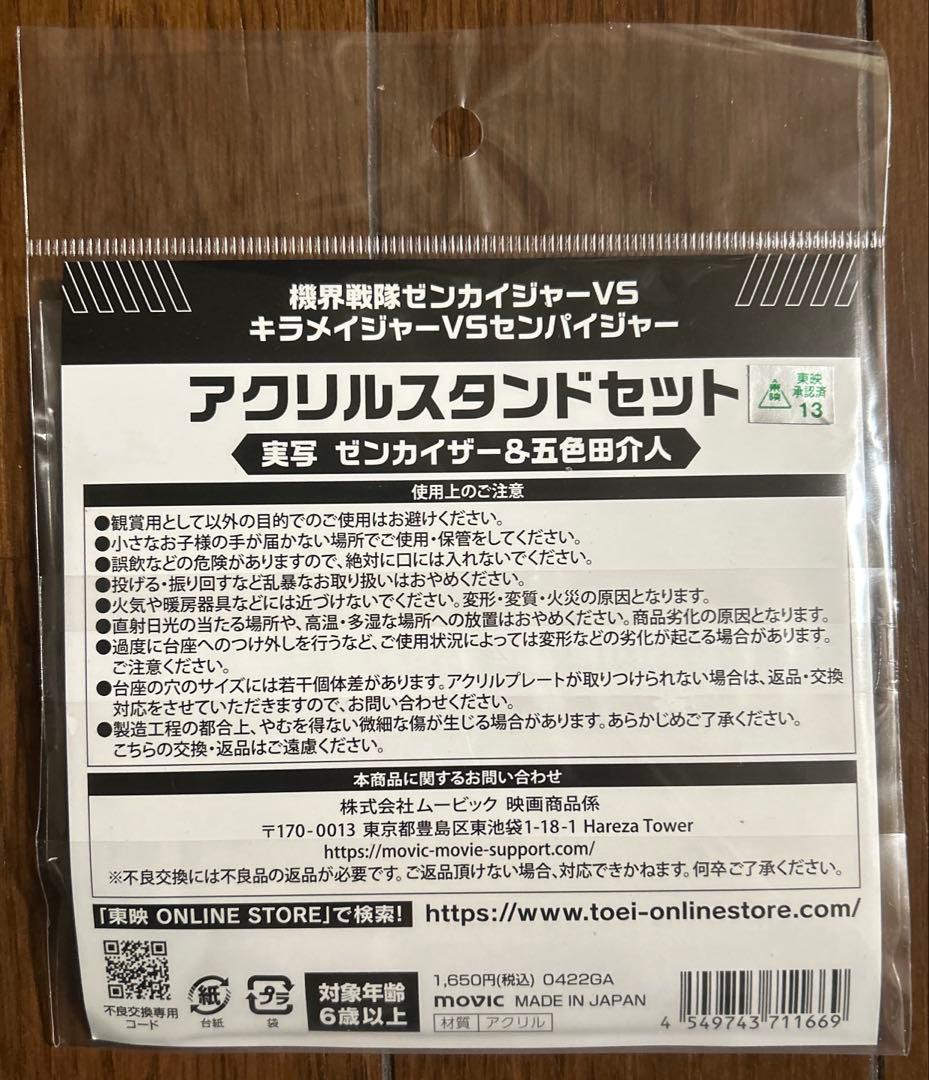 機界戦隊ゼンカイジャーVS
キラメイジャーVSセンパイジャー
アクリルスタンドセット
東映
東映
承認済
13
実写 ゼンカイザー&五色田介人
使用上のご注意
●観賞用として以外の目的でのご使用はお避けください。
●小さなお子様の手が届かない場所でご使用・保管をしてください。
●誤飲などの危険がありますので、絶対に口には入れないでください。
●投げる・振り回すなど乱暴なお取り扱いはおやめください。
●火気や暖房器具などには近づけないでください。変形・変質・火災の原因となります。
●直射日光の当たる場所や、高温・多湿な場所への放置はおやめください。商品劣化の原因となります。
●過度に台座へのつけ外しを行うなど、ご使用状況によっては変形などの劣化が起こる場合があります。
ご注意ください。
●台座の穴のサイズには若干個体差があります。アクリルプレートが取りつけられない場合は、返品・交換
対応をさせていただきますので、お問い合わせください。
●製造工程の都合上、やむを得ない微細な傷が生じる場合があります。あらかじめご了承ください。
こちらの交換・返品はご遠慮ください。
本商品に関するお問い合わせ
株式会社ムービック 映画商品係
〒170-0013 東京都豊島区東池袋1-18-1 Hareza Tower
https://movic-movie-support.com/
※不良交換には不良品の返品が必要です。ご返品頂けない場合、対応できかねます。何卒ご了承ください。
「東映 ONLINE STORE」で検索! https://www.toei-onlinestore.com/
不良交換専用
コード
紙
台紙
プラ
袋
対象年齢
6歳以上
1,650円(税込) 0422GA
movic MADE IN JAPAN
材質 アクリル
4 549743 711669